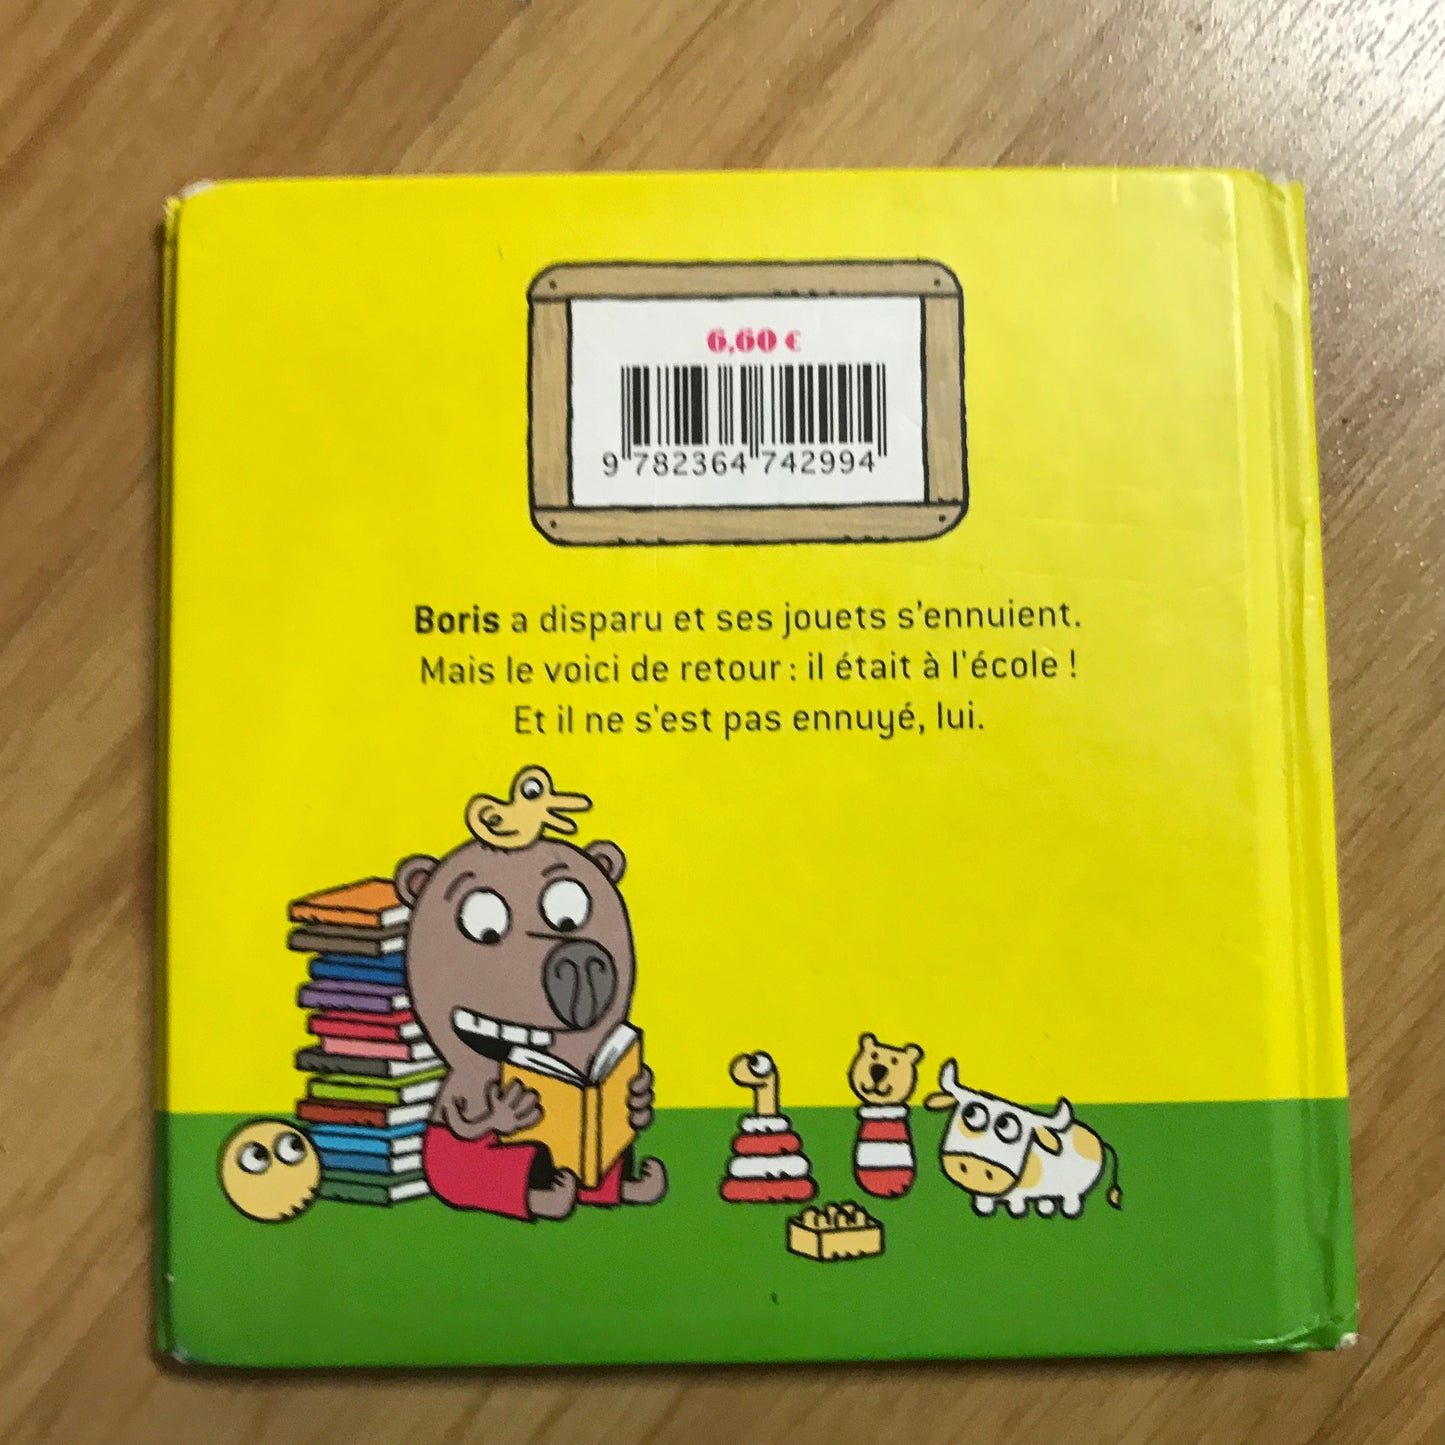 6,60 €
9 782364 742994
Boris a disparu et ses jouets s'ennuient.
Mais le voici de retour : il était à l'école !
Et il ne s'est pas ennuyé, lui.